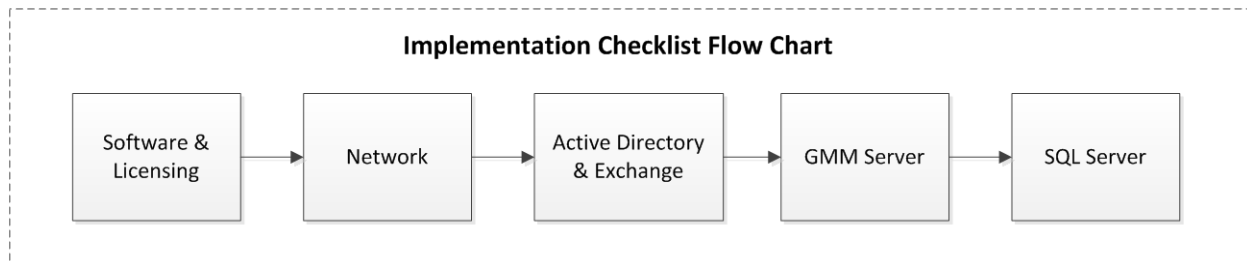 Implementation Checklist Flow Chart
Software &
Licensing
Network
Active Directory
& Exchange
GMM Server
SQL Server